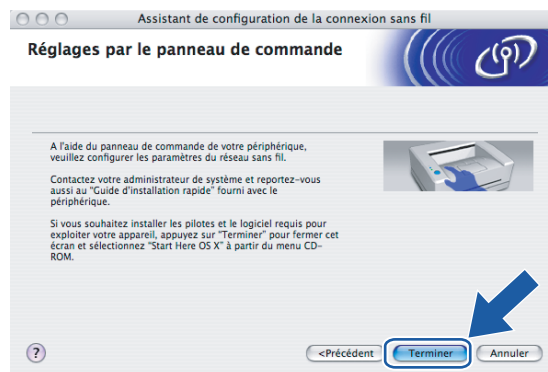 Assistant de configuration de la connexion sans fil
Réglages par le panneau de commande
A l'aide du panneau de commande de votre périphérique,
veuillez configurer les paramètres du réseau sans fil.
Contactez votre administrateur de système et reportez-vous
aussi au "Guide d'installation rapide" fourni avec le
périphérique.
Si vous souhaitez installer les pilotes et le logiciel requis pour
exploiter votre appareil, appuyez sur "Terminer" pour fermer cet
écran et sélectionnez "Start Here OS X" à partir du menu CD-
ROM.
?
<Précédent
Terminer
Annuler